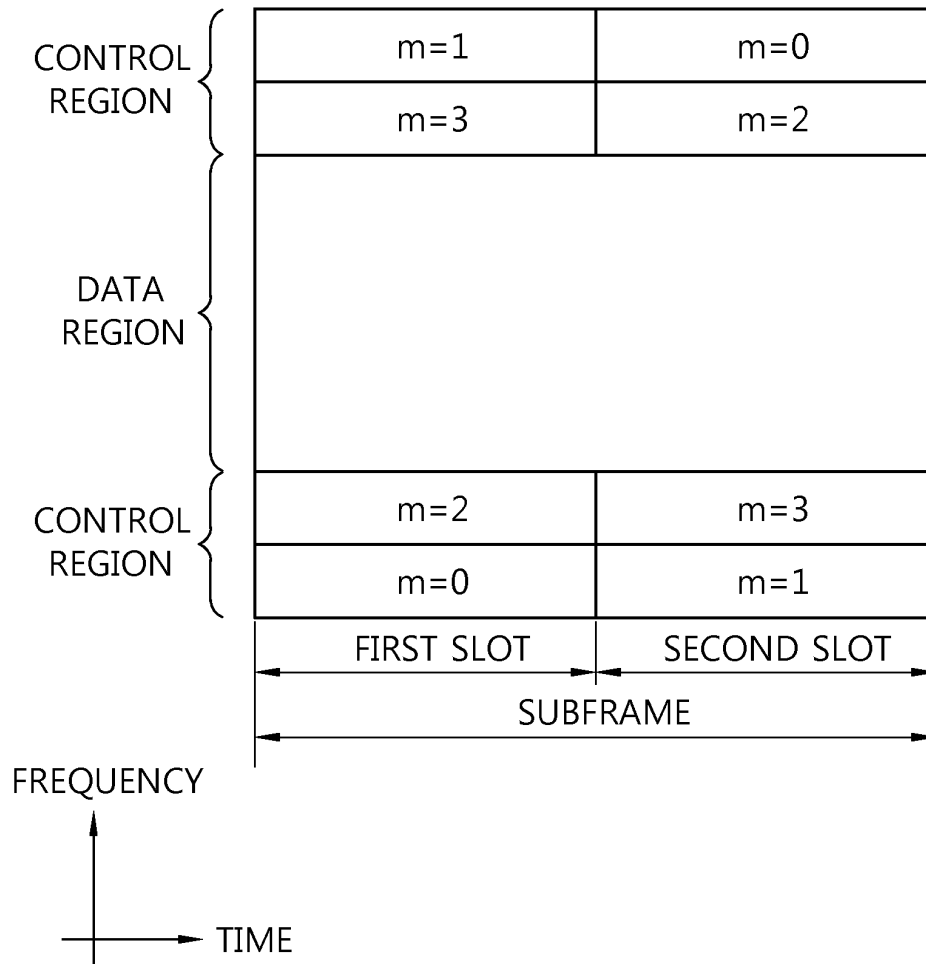 CONTROL
REGION
m=1
m=0
m=3
m=2
DATA
REGION
CONTROL
REGION
m=2
m=3
m=0
m=1
FIRST SLOT
SECOND SLOT
SUBFRAME
FREQUENCY
TIME